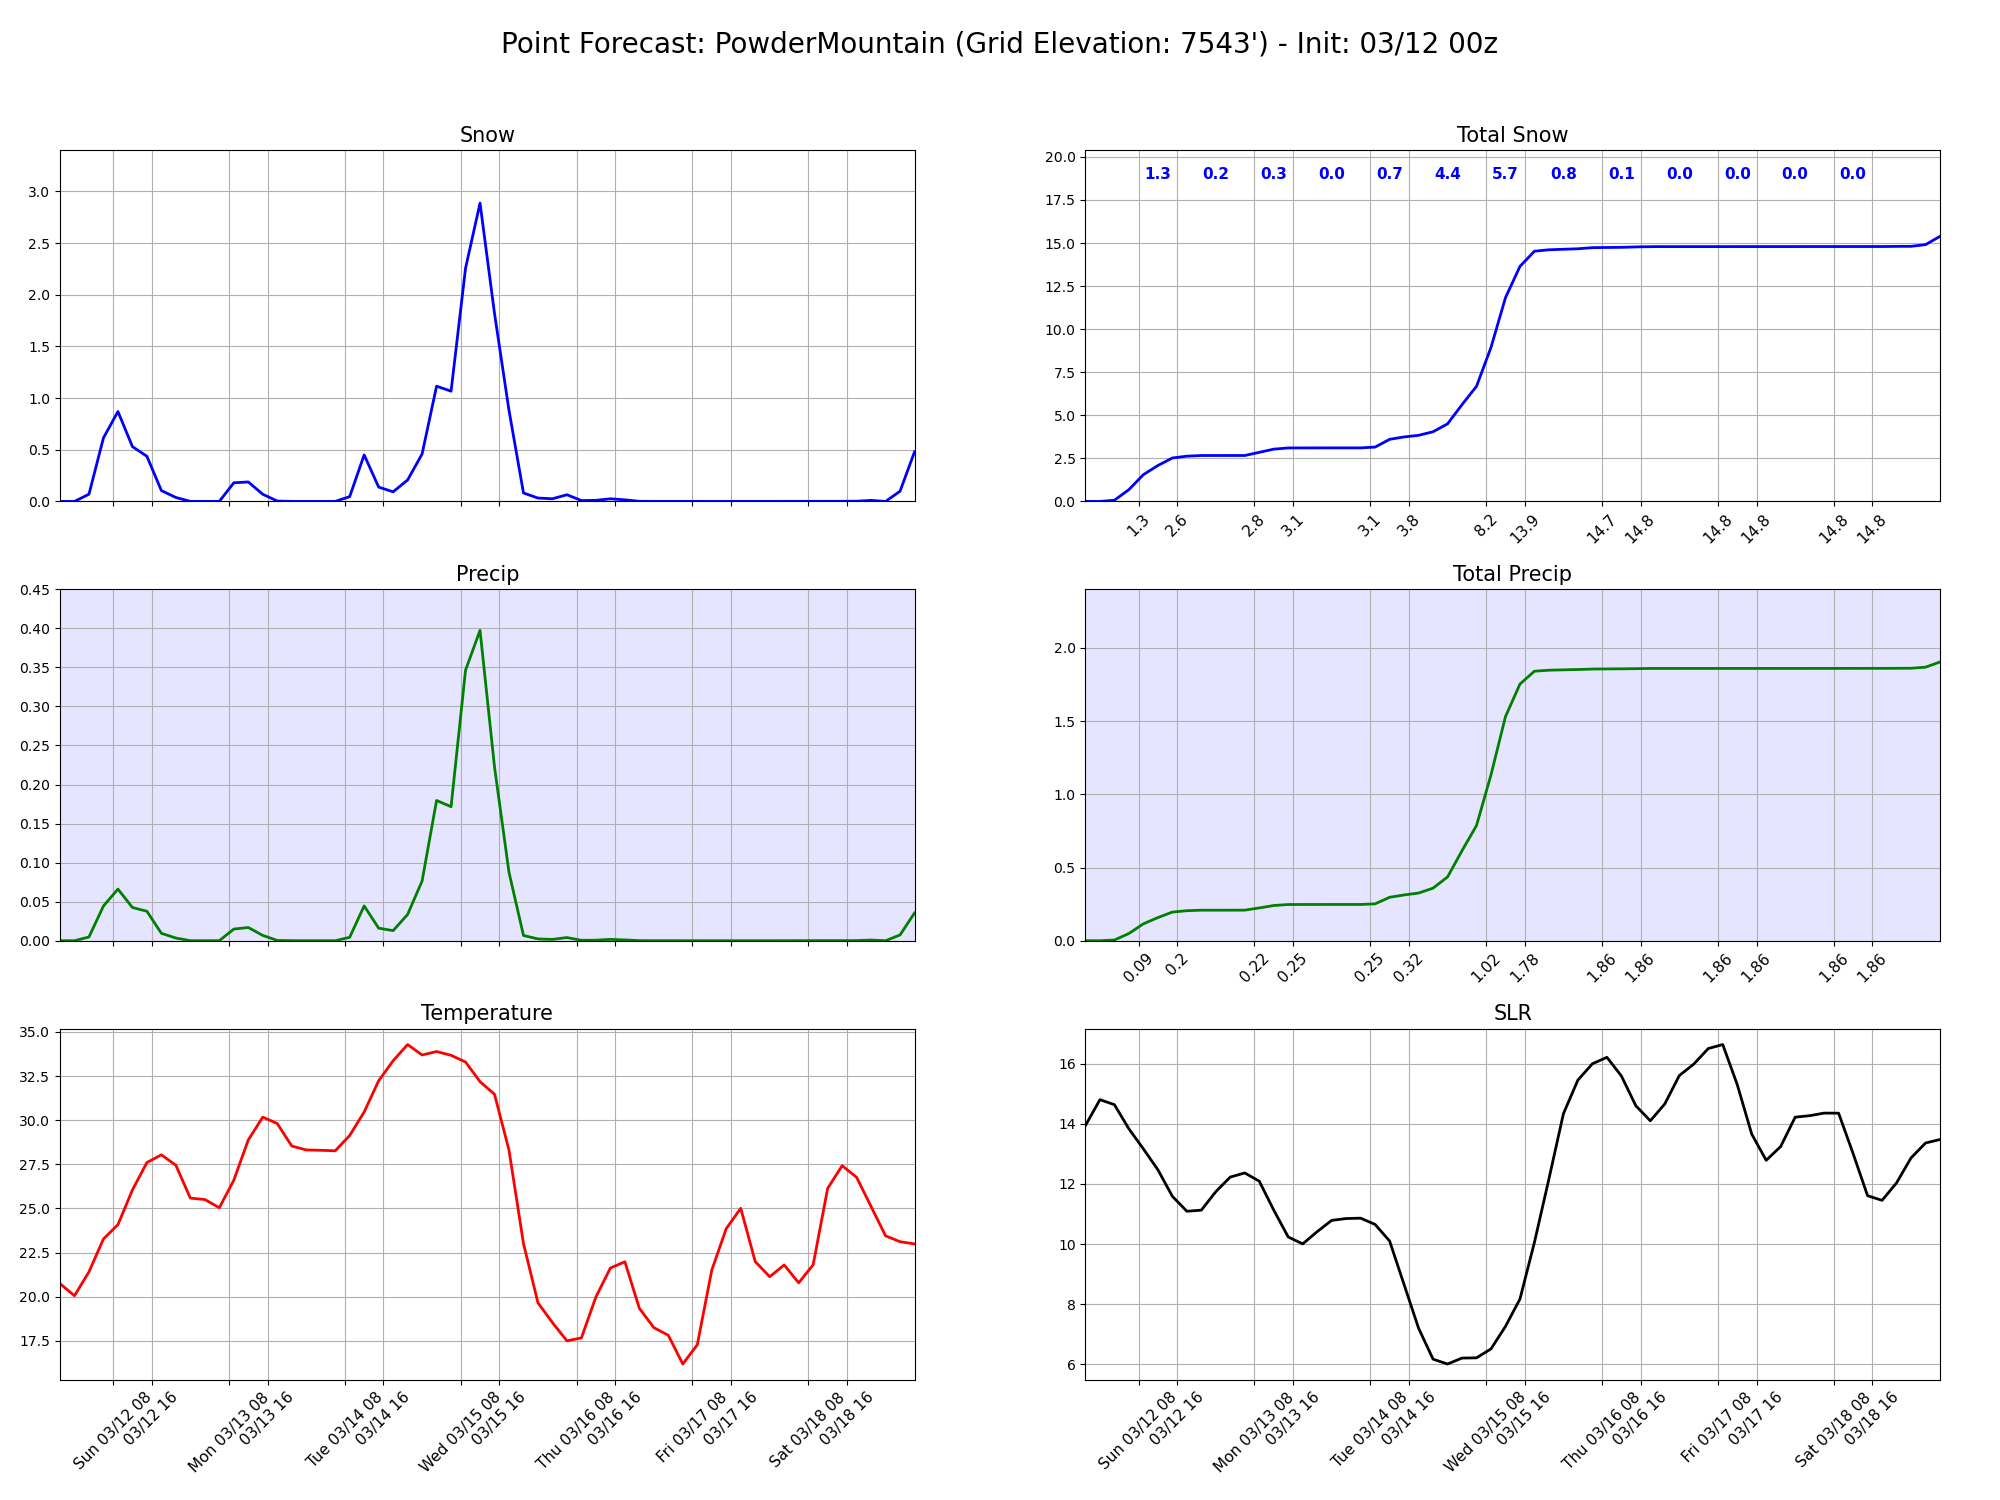 Point Forecast: PowderMountain (Grid Elevation: 7543') - Init: 03/12 00z
Snow
3.0
2.5
2.0
1.5
1.0
0.5
0.0
Total Snow
20.0
17.5
15.0
12.5
10.0
7.5
5.0
2.5
0.0
1.3 0.2 0.3 0.0 0.7 4.4 5.7 0.8 0.1 0.0 0.0 0.0 0.0
1.3 2.6 2.8 3.1 3.1 3.8 8.2 13.9 14.7 14.8 14.8 14.8 14.8 14.8
Precip
0.45
0.40
0.35
0.30
0.25
0.20
0.15
0.10
0.05
0.00
Total Precip
2.0
1.5
1.0
0.5
0.0
0.09 0.2 0.22 0.25 0.25 0.32 1.02 1.78 1.86 1.86 1.86 1.86 1.86 1.86
Temperature
35.0
32.5
30.0
27.5
25.0
22.5
20.0
17.5
Sun 03/12 08
03/12 16
Mon 03/13 08
03/13 16
Tue 03/14 08
03/14 16
Wed 03/15 08
03/15 16
Thu 03/16 08
03/16 16
Fri 03/17 08
03/17 16
Sat 03/18 08
03/18 16
SLR
16
14
12
10
8
6
Sun 03/12 08
03/12 16
Mon 03/13 08
03/13 16
Tue 03/14 08
03/14 16
Wed 03/15 08
03/15 16
Thu 03/16 08
03/16 16
Fri 03/17 08
03/17 16
Sat 03/18 08
03/18 16